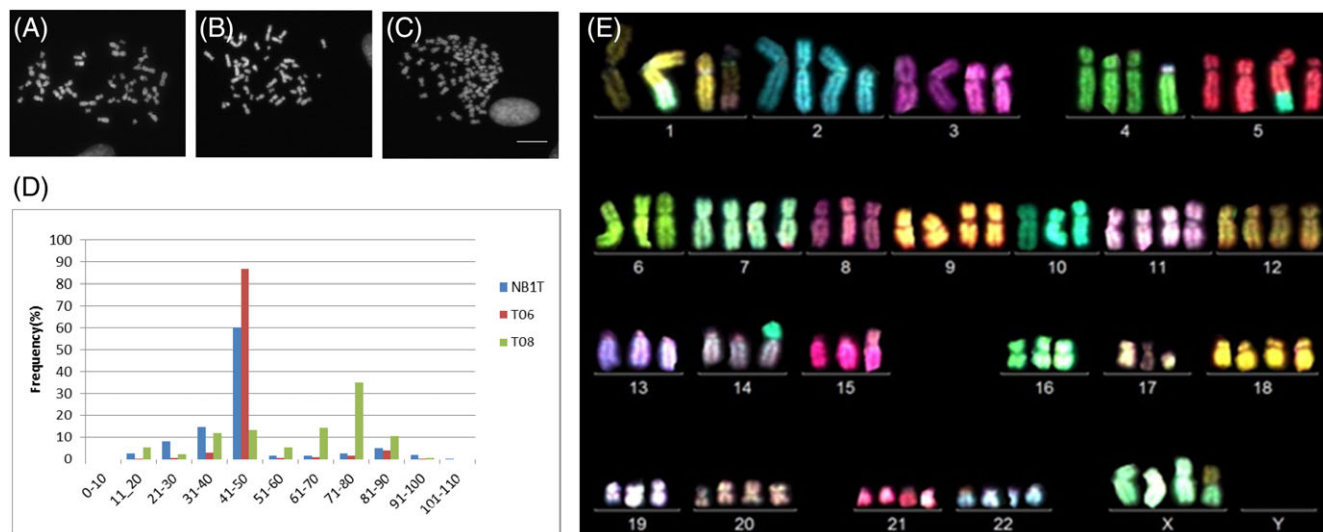 (A)
(B)
(C)
(D)
100
90
80
70
60
50
40
30
20
10
0
Frequency(%)
0-10
11_20
21-30
31-40
41-50
51-60
61-70
71-80
81-90
91-100
101-110
NB1T
T06
T08
(E)
1 2 3 4 5
6 7 8 9 10 11 12
13 14 15 16 17 18
19 20 21 22 X Y